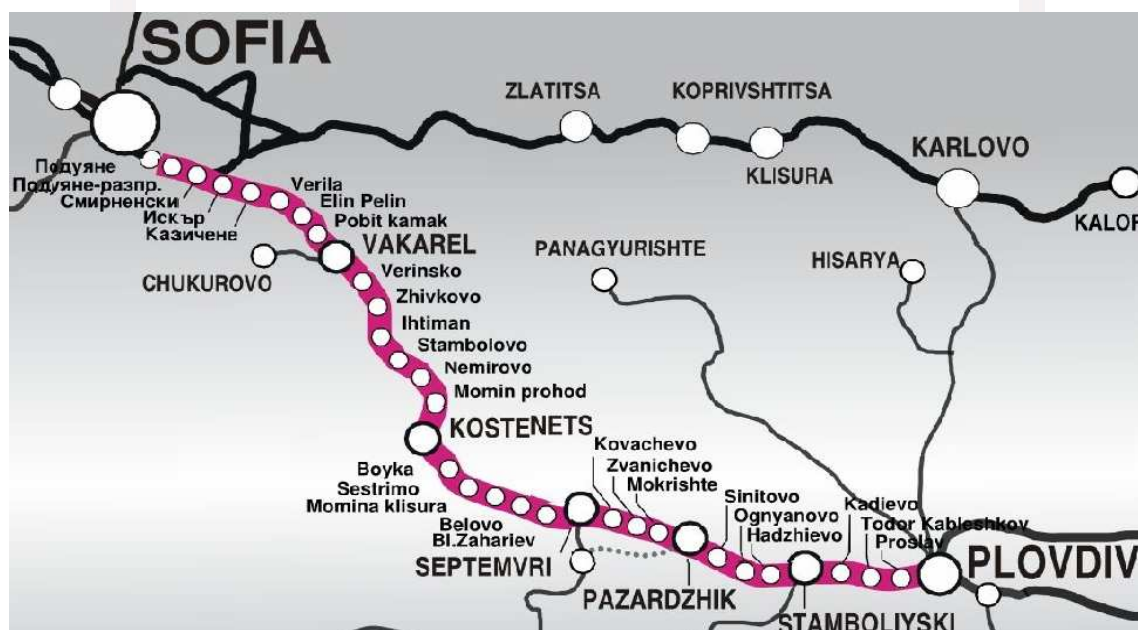 SOFIA
ZLATITSA
KOPRIVSHTITSA
KLISURA
KARLOVO
KALOF
Подуяне
Подуяне-разпр.
Смирненски
Искър
Казичене
Verila
Elin Pelin
Pobit kamak
VAKAREL
CHUKUROVO
PANAGYURISHTE
HISARYA
Verinsko
Zhivkovo
Ihtiman
Stambolovo
Nemirovo
Momin prohod
KOSTENETS
Boyka
Sestrimo
Momina klisura
Belovo
Bl.Zahariev
SEPTEMVRI
Kovachevo
Zvanichevo
Mokrishte
PAZARDZHIK
Sinitovo
Ognyanovo
Hadzhievo
STAMBOLIYSKI
Kadievo
Todor Kableshkov
Proslav
PLOVDIV